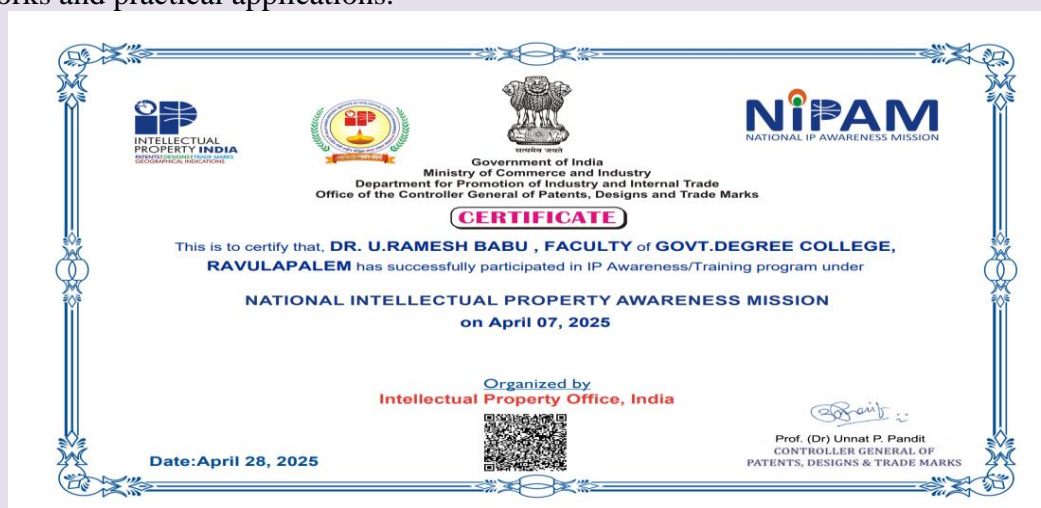 orks and practical applications.
IP
INTELLECTUAL
PROPERTY INDIA
PATENTS | DESIGNS | TRADE MARKS
GEOGRAPHICAL INDICATIONS
सत्यमेव जयते
NIPAM
NATIONAL IP AWARENESS MISSION
Government of India
Ministry of Commerce and Industry
Department for Promotion of Industry and Internal Trade
Office of the Controller General of Patents, Designs and Trade Marks
CERTIFICATE
This is to certify that, DR. U.RAMESH BABU , FACULTY of GOVT.DEGREE COLLEGE,
RAVULAPALEM has successfully participated in IP Awareness/Training program under
NATIONAL INTELLECTUAL PROPERTY AWARENESS MISSION
on April 07, 2025
Organized by
Intellectual Property Office, India
Prof. (Dr) Unnat P. Pandit
CONTROLLER GENERAL OF
PATENTS, DESIGNS & TRADE MARKS
Date:April 28, 2025